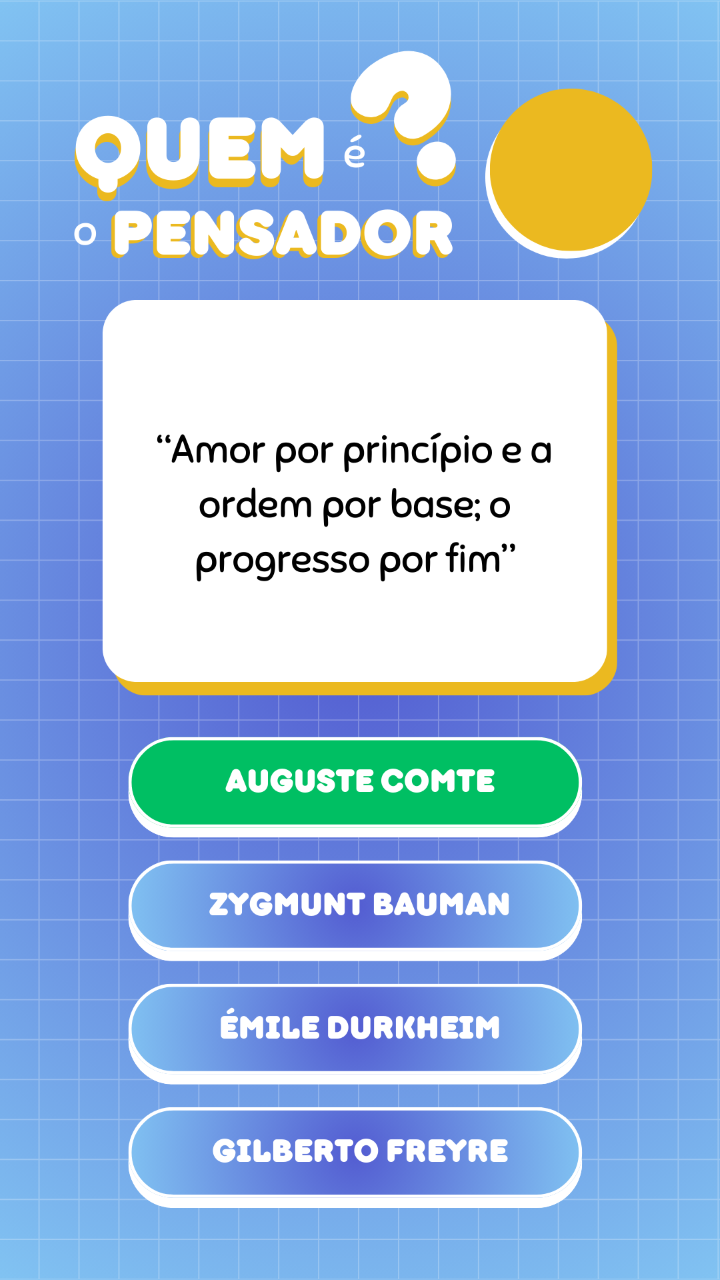 QUEM é ?
o PENSADOR
“Amor por princípio e a
ordem por base; o
progresso por fim”
AUGUSTE COMTE
ZYGMUNT BAUMAN
ÉMILE DURKHEIM
GILBERTO FREYRE